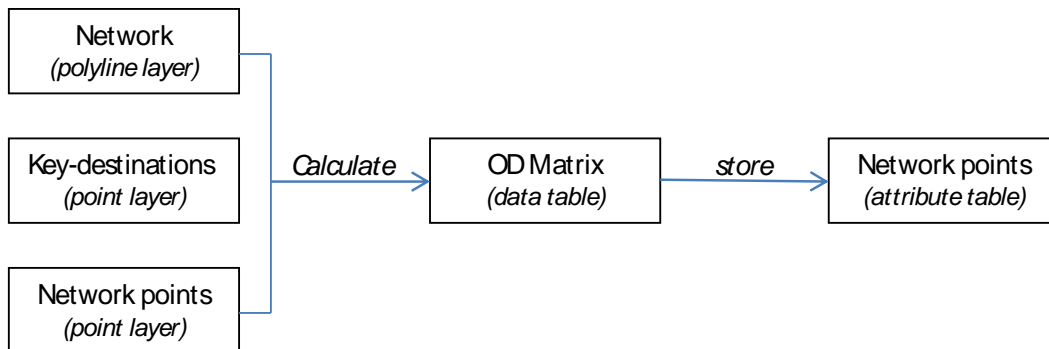 Network
(polyline layer)
Key-destinations
(point layer)
Network points
(point layer)
Calculate
OD Matrix
(data table)
store
Network points
(attribute table)